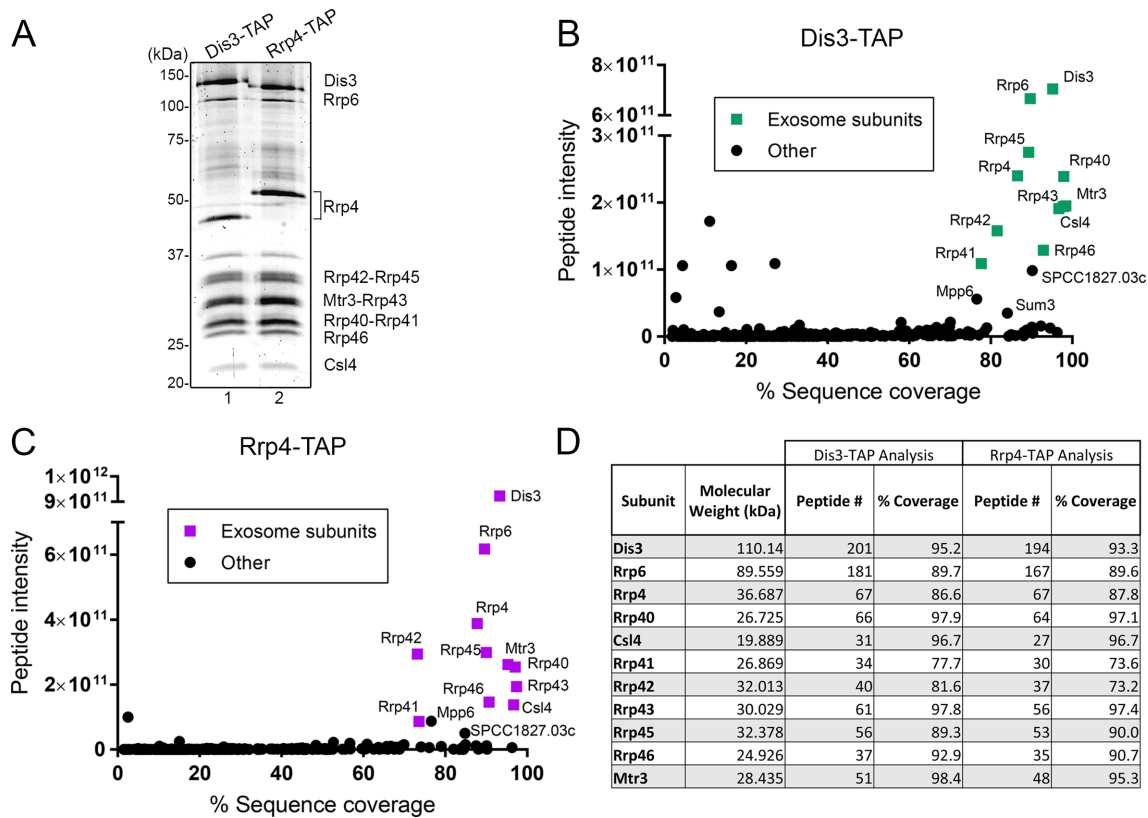 A
Dis3-TAP
Rrp4-TAP
(kDa)
150-
100-
75-
50-
37-
25-
20-
Dis3
Rrp6
Rrp4
Rrp42-Rrp45
Mtr3-Rrp43
Rrp40-Rrp41
Rrp46
Csl4
1 2
B
Dis3-TAP
Peptide intensity
8×10¹¹
6×10¹¹
3×10¹¹
2×10¹¹
1×10¹¹
0
Exosome subunits
Other
Rrp6
Dis3
Rrp45
Rrp4
Rrp40
Rrp43
Mtr3
Csl4
Rrp42
Rrp41
Rrp46
SPCC1827.03c
Mpp6
Sum3
0 20 40 60 80 100
% Sequence coverage
C
Rrp4-TAP
Peptide intensity
1×10¹²
9×10¹¹
6×10¹¹
4×10¹¹
2×10¹¹
0
Exosome subunits
Other
Dis3
Rrp6
Rrp4
Rrp42
Rrp45
Mtr3
Rrp40
Rrp43
Rrp46
Csl4
Rrp41
Mpp6
SPCC1827.03c
0 20 40 60 80 100
% Sequence coverage
D
Dis3-TAP Analysis Rrp4-TAP Analysis
Subunit Molecular Weight (kDa) Peptide # % Coverage Peptide # % Coverage
Dis3 110.14 201 95.2 194 93.3
Rrp6 89.559 181 89.7 167 89.6
Rrp4 36.687 67 86.6 67 87.8
Rrp40 26.725 66 97.9 64 97.1
Csl4 19.889 31 96.7 27 96.7
Rrp41 26.869 34 77.7 30 73.6
Rrp42 32.013 40 81.6 37 73.2
Rrp43 30.029 61 97.8 56 97.4
Rrp45 32.378 56 89.3 53 90.0
Rrp46 24.926 37 92.9 35 90.7
Mtr3 28.435 51 98.4 48 95.3